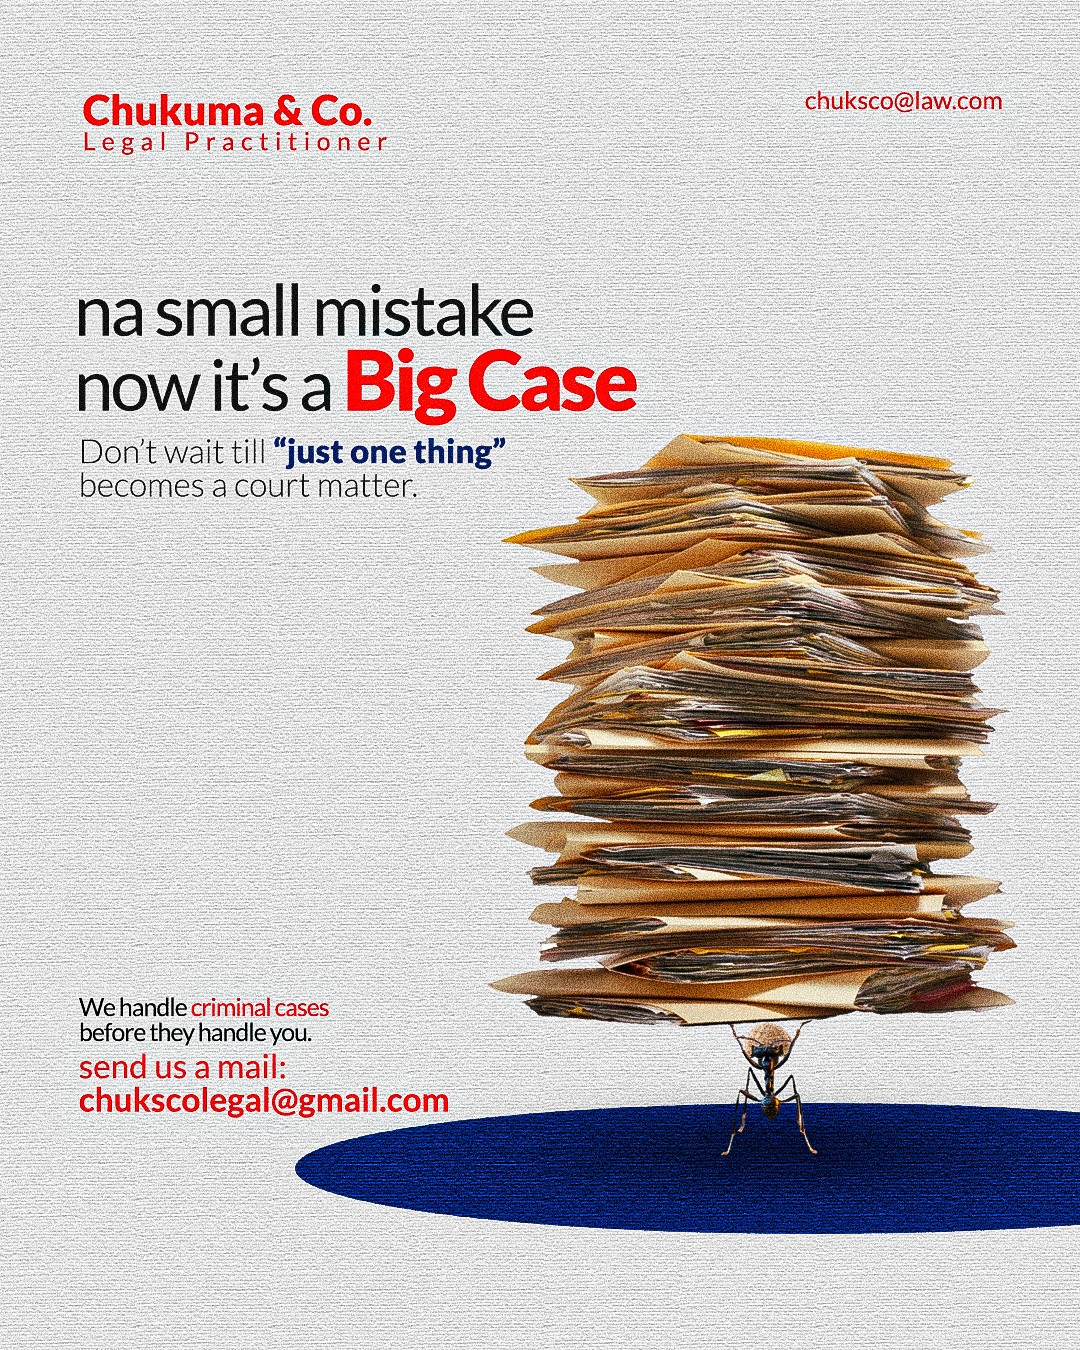 Chukuma & Co.
Legal Practitioner
chuksco@law.com
na small mistake
now it’s a Big Case
Don’t wait till “just one thing”
becomes a court matter.
We handle criminal cases
before they handle you.
send us a mail:
chukscolegal@gmail.com